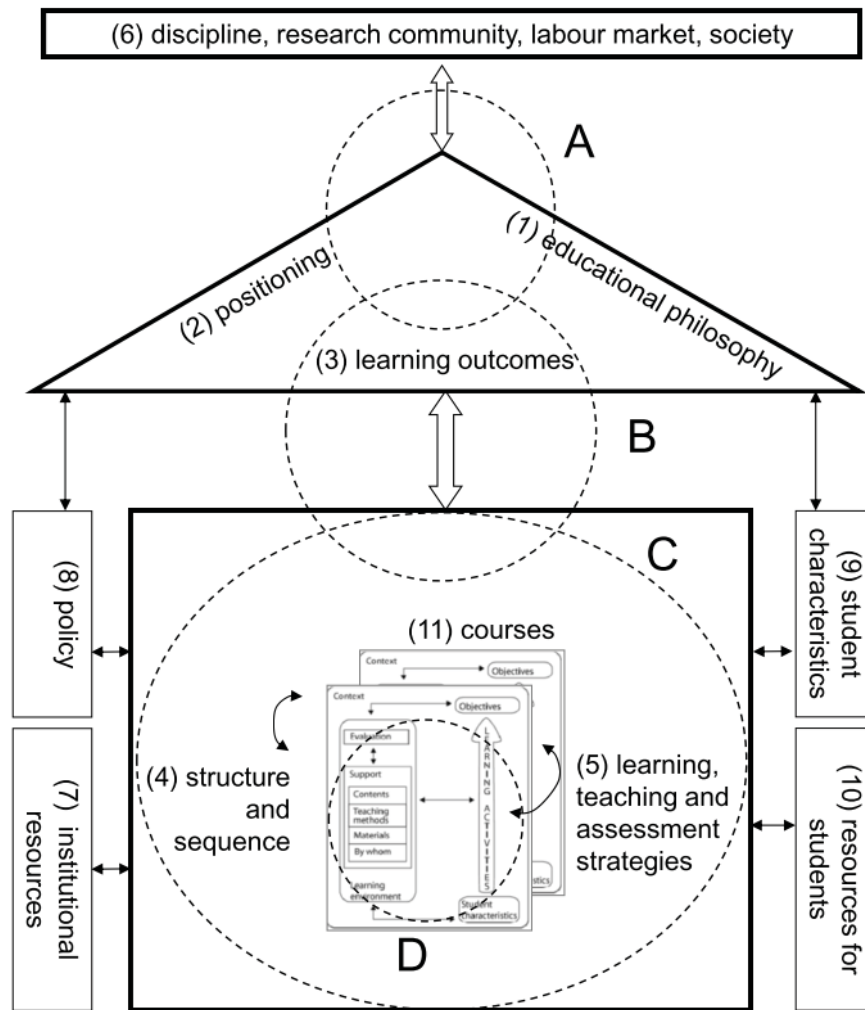 (6) discipline, research community, labour market, society
A
(2) positioning
(1) educational philosophy
(3) learning outcomes
B
(8) policy
(9) student
characteristics
C
(11) courses
Context
Objectives
Context
Objectives
Evaluation
Support
Contents
Teaching
methods
Materials
By whom
Learning
environment
LEARNING ACTIVITIES
Student
characteristics
(4) structure
and
sequence
(5) learning,
teaching and
assessment
strategies
(7) institutional
resources
(10) resources for
students
D